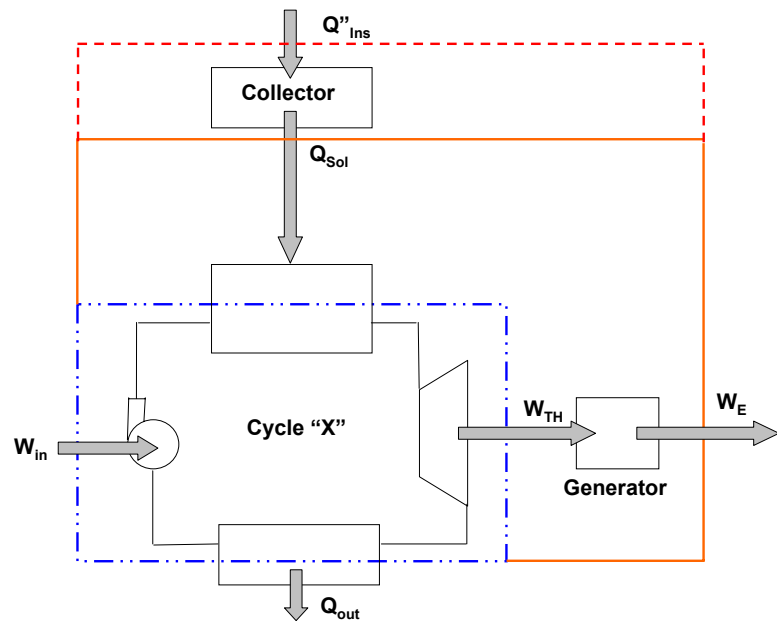 Q”Ins
Collector
QSol
WTH
WE
Cycle “X”
Win
Generator
Qout